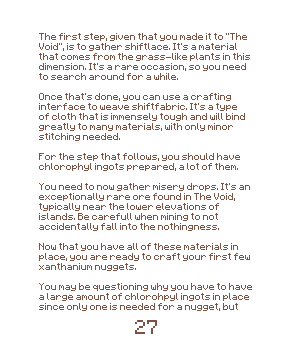 The first step, given that you made it to "The
Void", is to gather shiftlace. It's a material
that comes from the grass-like plants in this
dimension. It's a rare occasion, so you need
to search around for a while.
Once that's done, you can use a crafting
interface to weave shiftfabric. It's a type
of cloth that is immensely tough and will bind
greatly to many materials, with only minor
stitching needed.
For the step that follows, you should have
chlorophyl ingots prepared, a lot of them.
You need to now gather misery drops. It's an
exceptionally rare ore found in The Void,
typically near the lower elevations of
islands. Be carefull when mining to not
accidentally fall into the nothingness.
Now that you have all of these materials in
place, you are ready to craft your first few
xanthanium nuggets.
You may be questioning why you have to have
a large amount of chlorohpyl ingots in place
since only one is needed for a nugget, but
27